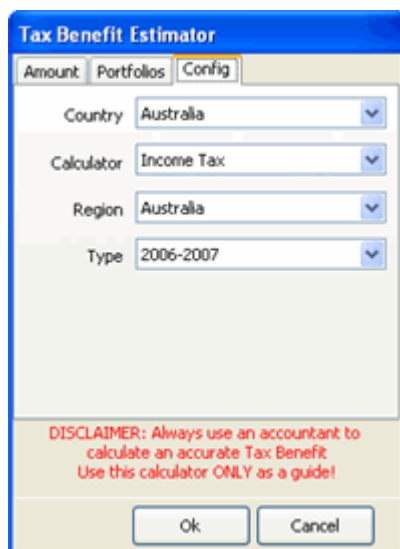 Tax Benefit Estimator
Amount Portfolios Config
Country Australia
Calculator Income Tax
Region Australia
Type 2006-2007
DISCLAIMER: Always use an accountant to
calculate an accurate Tax Benefit
Use this calculator ONLY as a guide!
Ok Cancel